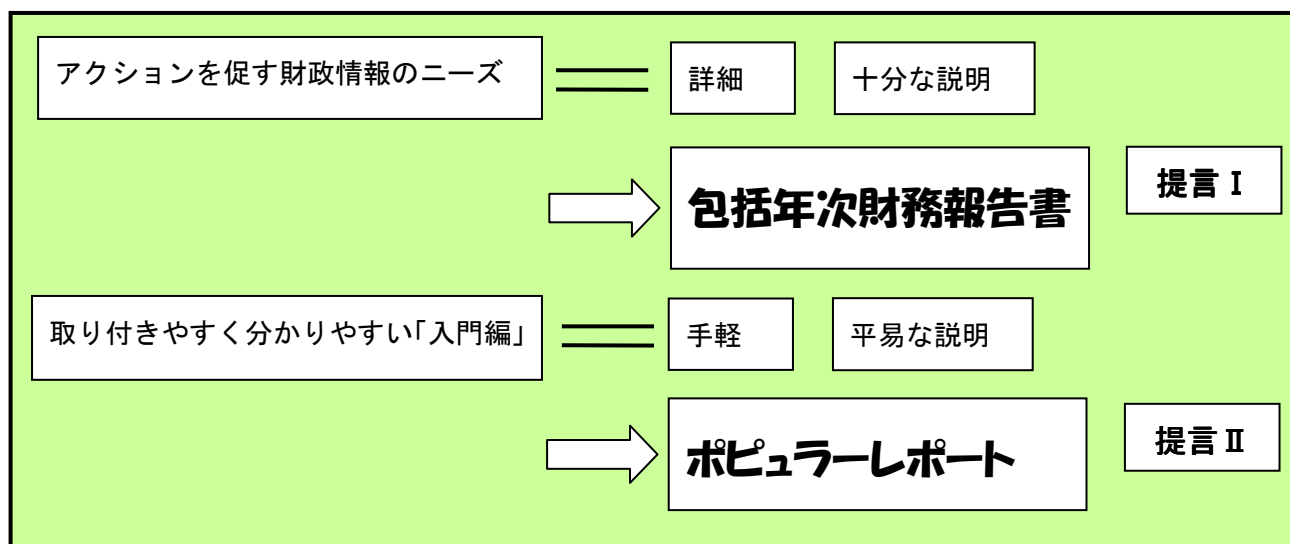 アクションを促す財政情報のニーズ
詳細
十分な説明
包括年次財務報告書
提言Ⅰ
取り付きやすく分かりやすい「入門編」
手軽
平易な説明
ポピュラーレポート
提言Ⅱ